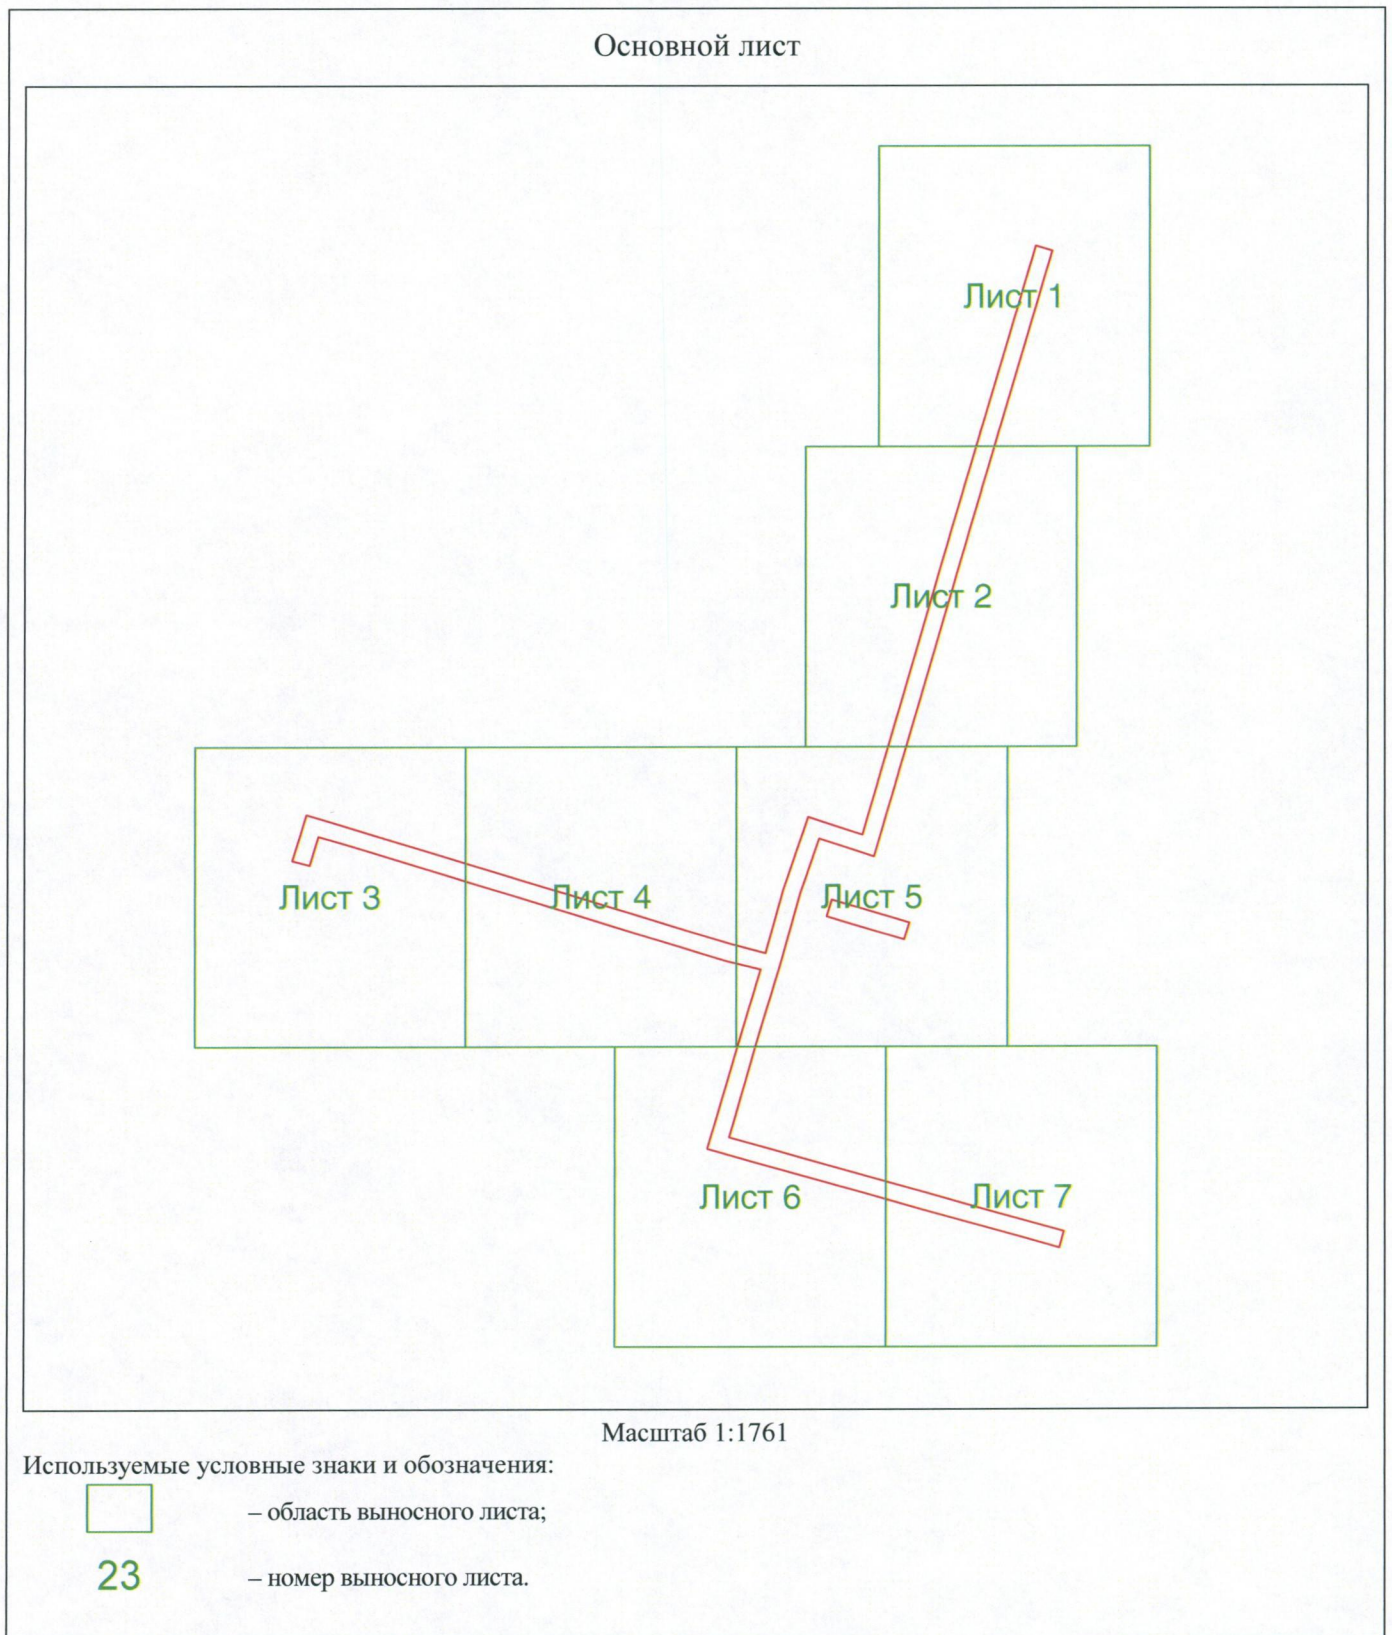 Основной лист
Лист 1
Лист 2
Лист 3
Лист 4
Лист 5
Лист 6
Лист 7
Масштаб 1:1761
Используемые условные знаки и обозначения:
– область выносного листа;
23
– номер выносного листа.